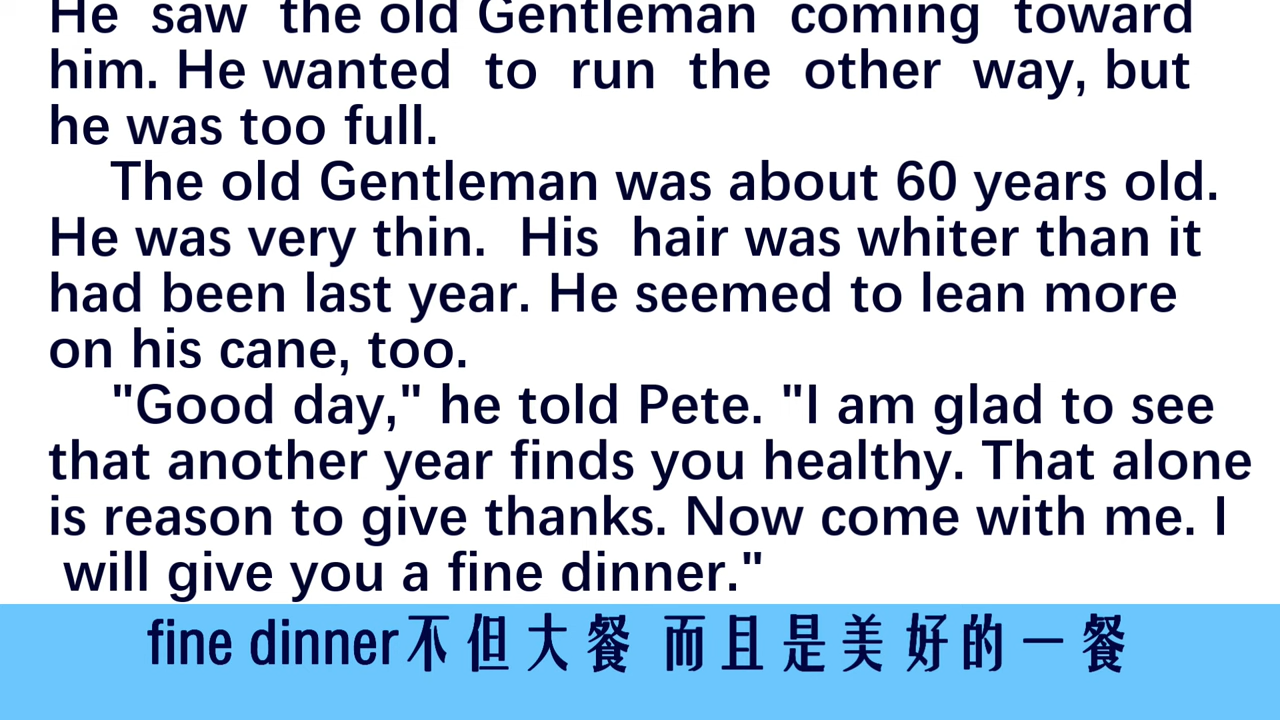 He saw the old Gentleman coming toward
him. He wanted to run the other way, but
he was too full.
The old Gentleman was about 60 years old.
He was very thin. His hair was whiter than it
had been last year. He seemed to lean more
on his cane, too.
"Good day," he told Pete. "I am glad to see
that another year finds you healthy. That alone
is reason to give thanks. Now come with me. I
will give you a fine dinner."
fine dinner不但大餐 而且是美好的一餐